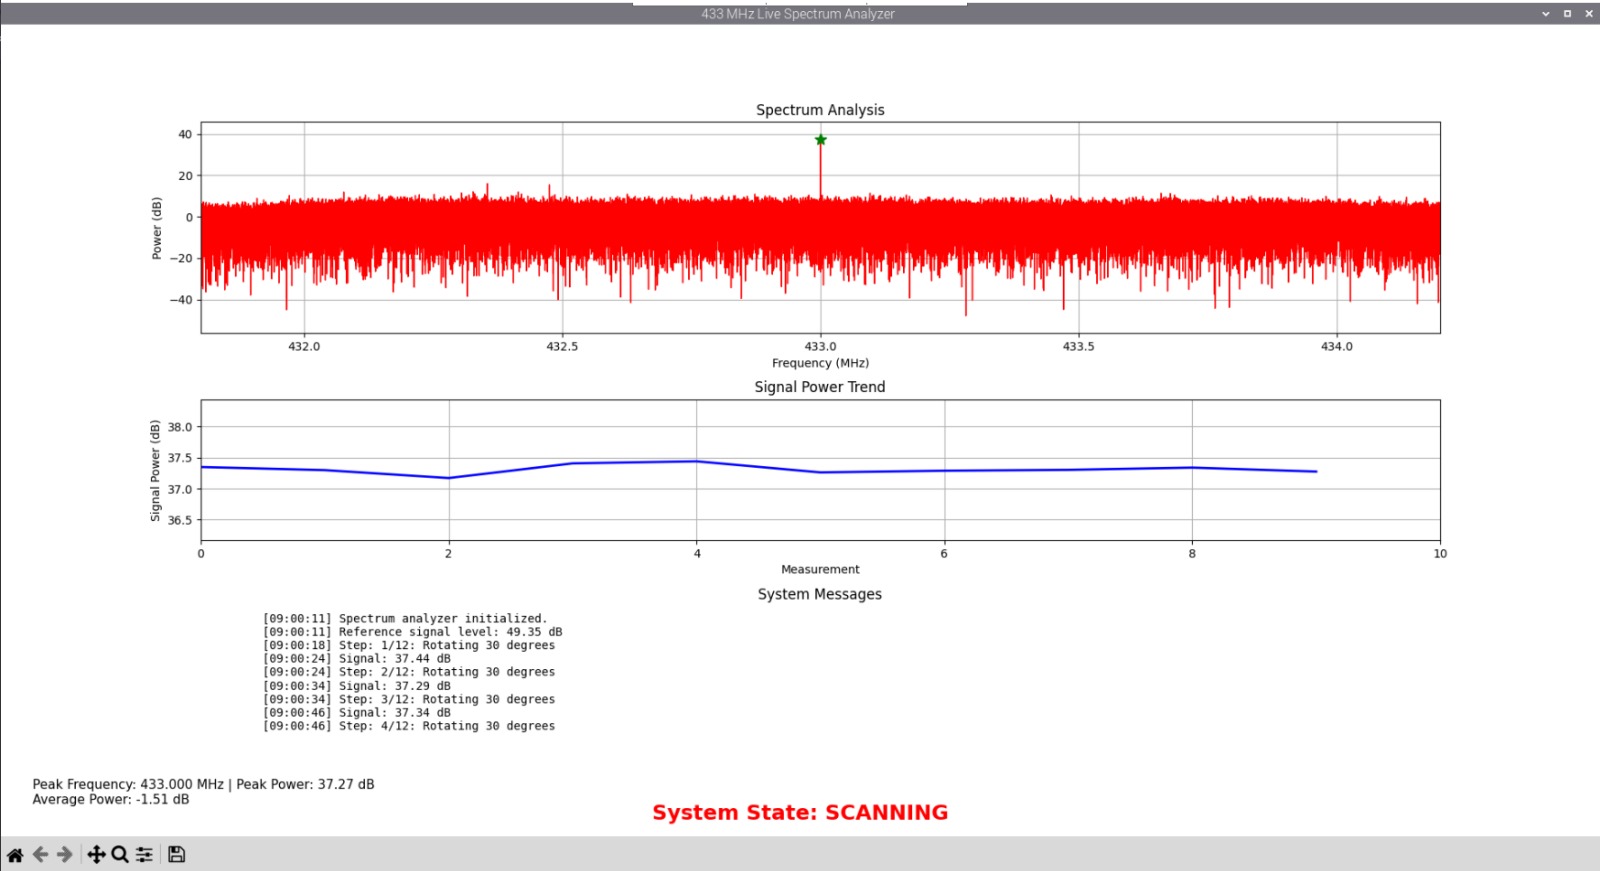 433 MHz Live Spectrum Analyzer
Spectrum Analysis
Power (dB)
40
20
0
−20
−40
432.0 432.5 433.0 433.5 434.0
Frequency (MHz)
Signal Power Trend
Signal Power (dB)
38.0
37.5
37.0
36.5
0 2 4 6 8 10
Measurement
System Messages
[09:00:11] Spectrum analyzer initialized.
[09:00:11] Reference signal level: 49.35 dB
[09:00:18] Step: 1/12: Rotating 30 degrees
[09:00:24] Signal: 37.44 dB
[09:00:24] Step: 2/12: Rotating 30 degrees
[09:00:34] Signal: 37.29 dB
[09:00:34] Step: 3/12: Rotating 30 degrees
[09:00:46] Signal: 37.34 dB
[09:00:46] Step: 4/12: Rotating 30 degrees
Peak Frequency: 433.000 MHz | Peak Power: 37.27 dB
Average Power: -1.51 dB
System State: SCANNING